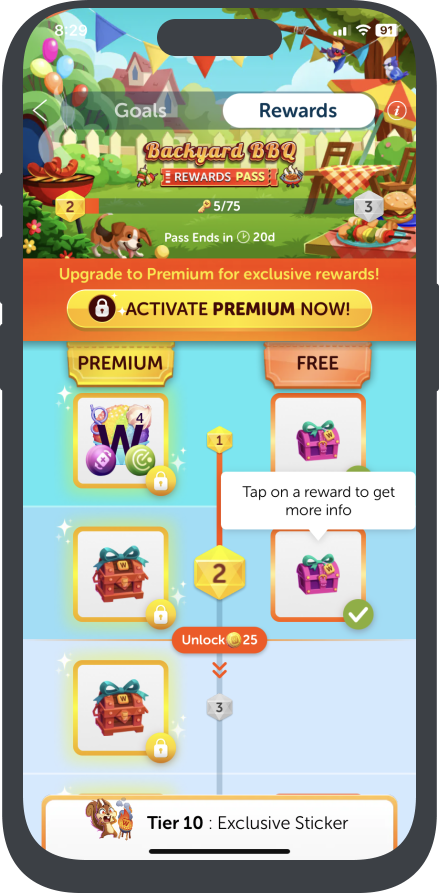 8:29
91
Goals
Rewards
i
Backyard BBQ
REWARDS PASS
2
5/75
3
Pass Ends in 20d
Upgrade to Premium for exclusive rewards!
ACTIVATE PREMIUM NOW!
PREMIUM
FREE
W
4
1
W
Tap on a reward to get
more info
W
2
W
Unlock 25
W
3
Tier 10 : Exclusive Sticker